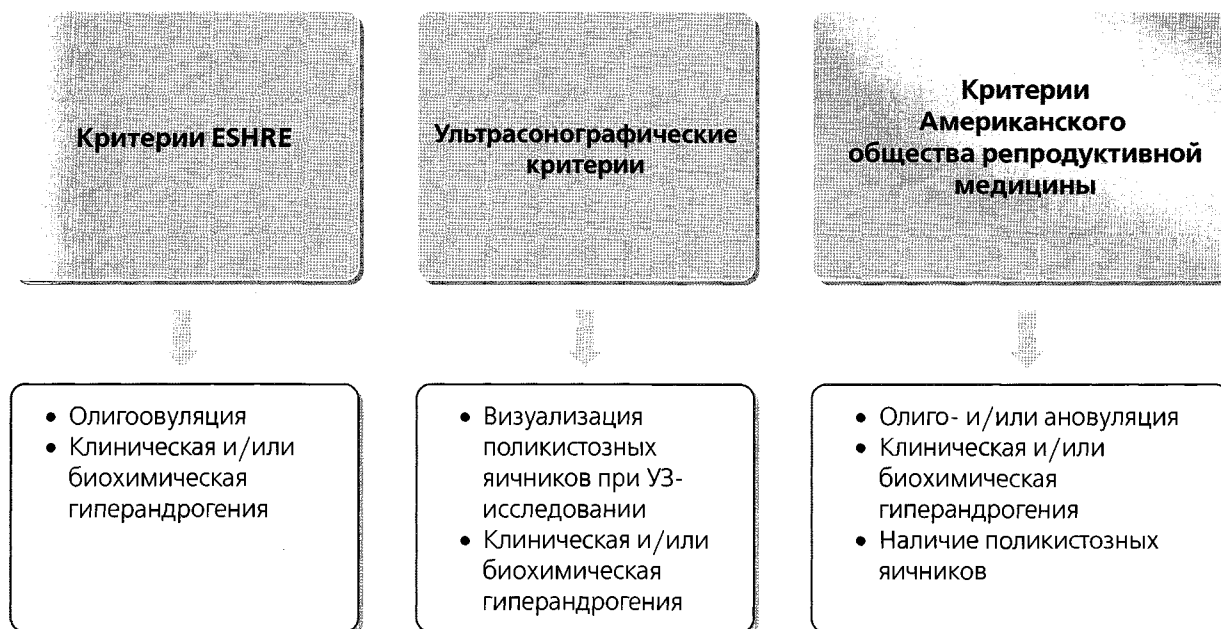 Критерии ESHRE
Ультрасонографические
критерии
Критерии
Американского
общества репродуктивной
медицины
• Олигоовуляция
• Клиническая и/или
биохимическая
гиперандрогения
• Визуализация
поликистозных
яичников при УЗ-
исследовании
• Клиническая и/или
биохимическая
гиперандрогения
• Олиго- и/или ановуляция
• Клиническая и/или
биохимическая
гиперандрогения
• Наличие поликистозных
яичников